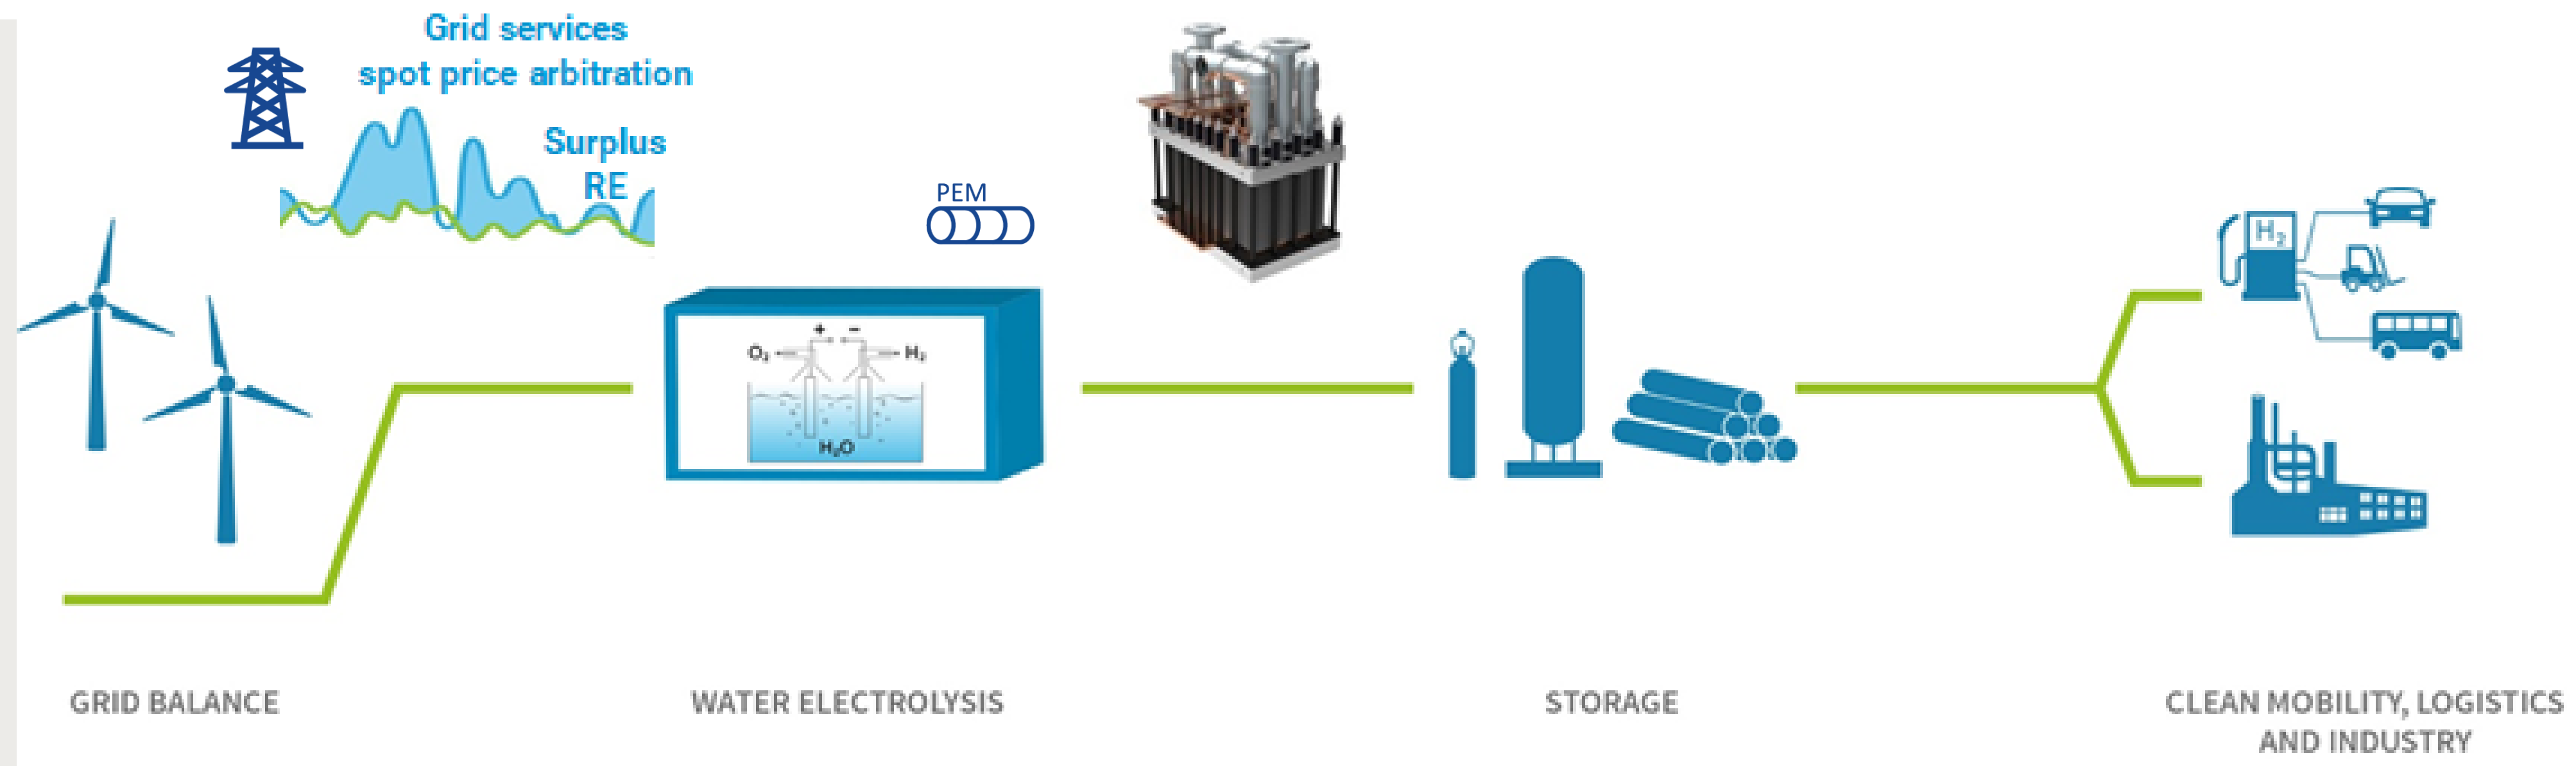 Grid services
spot price arbitration
Surplus
RE
PEM
+ −
O₂
H₂
H₂O
H₂
GRID BALANCE
WATER ELECTROLYSIS
STORAGE
CLEAN MOBILITY, LOGISTICS
AND INDUSTRY